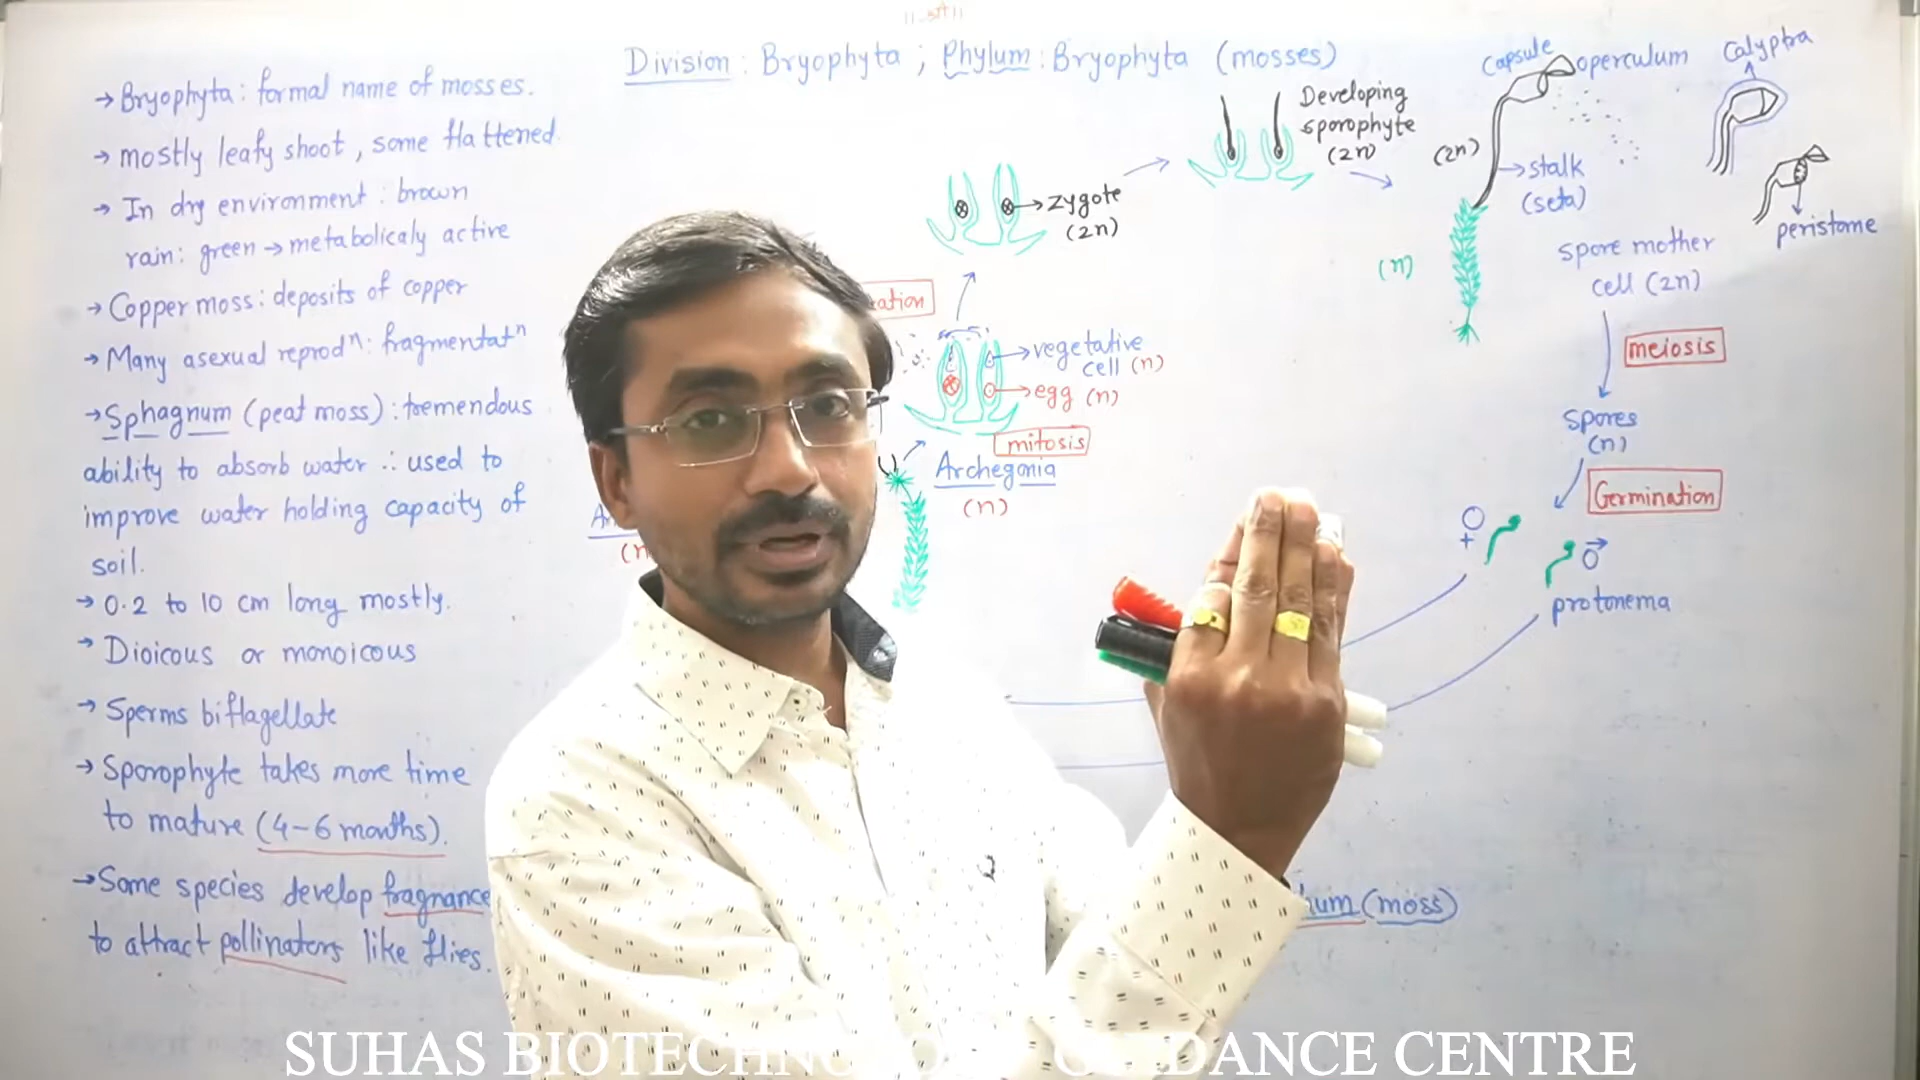 ॥ श्री ॥
Division : Bryophyta ; Phylum : Bryophyta (mosses)
→ Bryophyta : formal name of mosses.
→ mostly leafy shoot , some flattened.
→ In dry environment : brown
rain : green → metabolicaly active
→ Copper moss : deposits of copper
→ Many asexual reprodⁿ : fragmentatⁿ
→ Sphagnum (peat moss) : tremendous
ability to absorb water ∴ used to
improve water holding capacity of
soil.
→ 0.2 to 10 cm long mostly.
→ Dioicous or monoicous
→ Sperms biflagellate
→ Sporophyte takes more time
to mature (4-6 months).
→ Some species develop fragnance
to attract pollinators like flies.
zygote
(2n)
Developing
sporophyte
(2n)
(2n)
(n)
Capsule
operculum
Calyptra
stalk
(seta)
peristome
spore mother
cell (2n)
meiosis
Spores
(n)
Germination
♀
♂
protonema
vegetative
cell (n)
egg (n)
mitosis
Archegonia
(n)
(moss)
SUHAS BIOTECHNOLOGY GUIDANCE CENTRE